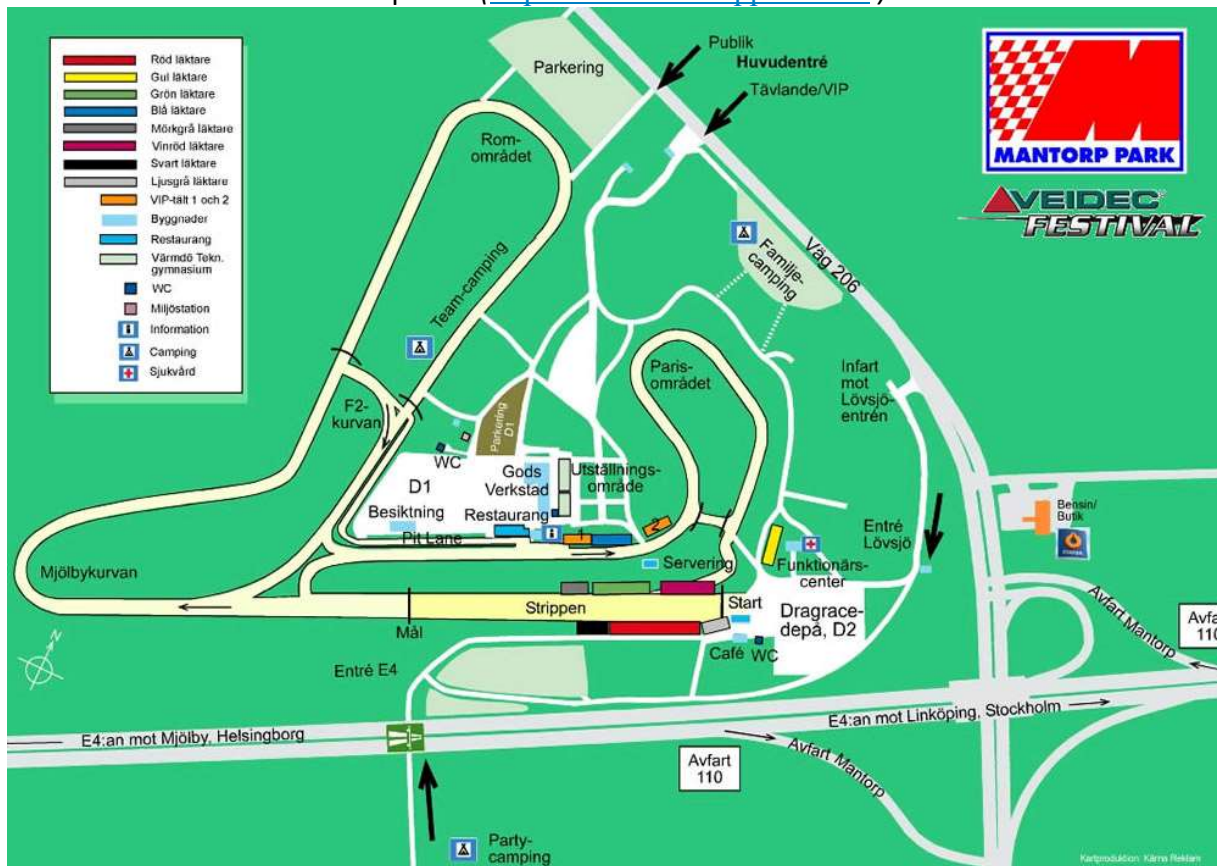 Röd läktare
Gul läktare
Grön läktare
Blå läktare
Mörkgrå läktare
Vinröd läktare
Svart läktare
Ljusgrå läktare
VIP-tält 1 och 2
Byggnader
Restaurang
Värmdö Tekn.
gymnasium
WC
Miljöstation
Information
Camping
Sjukvård
Parkering
Publik
Huvudentré
Tävlande/VIP
M
MANTORP PARK
VEIDEC
FESTIVAL
Rom-
området
Team-camping
Familje-
camping
Väg 206
Paris-
området
Infart
mot
Lövsjö-
entrén
F2-
kurvan
Parkering
D1
WC
D1
Besiktning
Gods
Verkstad
Utställnings-
område
Restaurang
Pit Lane
1
2
Servering
Funktionärs-
center
Entré
Lövsjö
Bensin/
Butik
Mjölbykurvan
Strippen
Start
Mål
Dragrace-
depå, D2
Café
WC
Avfart Mantorp
Avfa
110
Entré E4
E4:an mot Mjölby, Helsingborg
E4:an mot Linköping, Stockholm
Avfart
110
Avfart Mantorp
Party-
camping
Kartproduktion Kärna Reklam
N